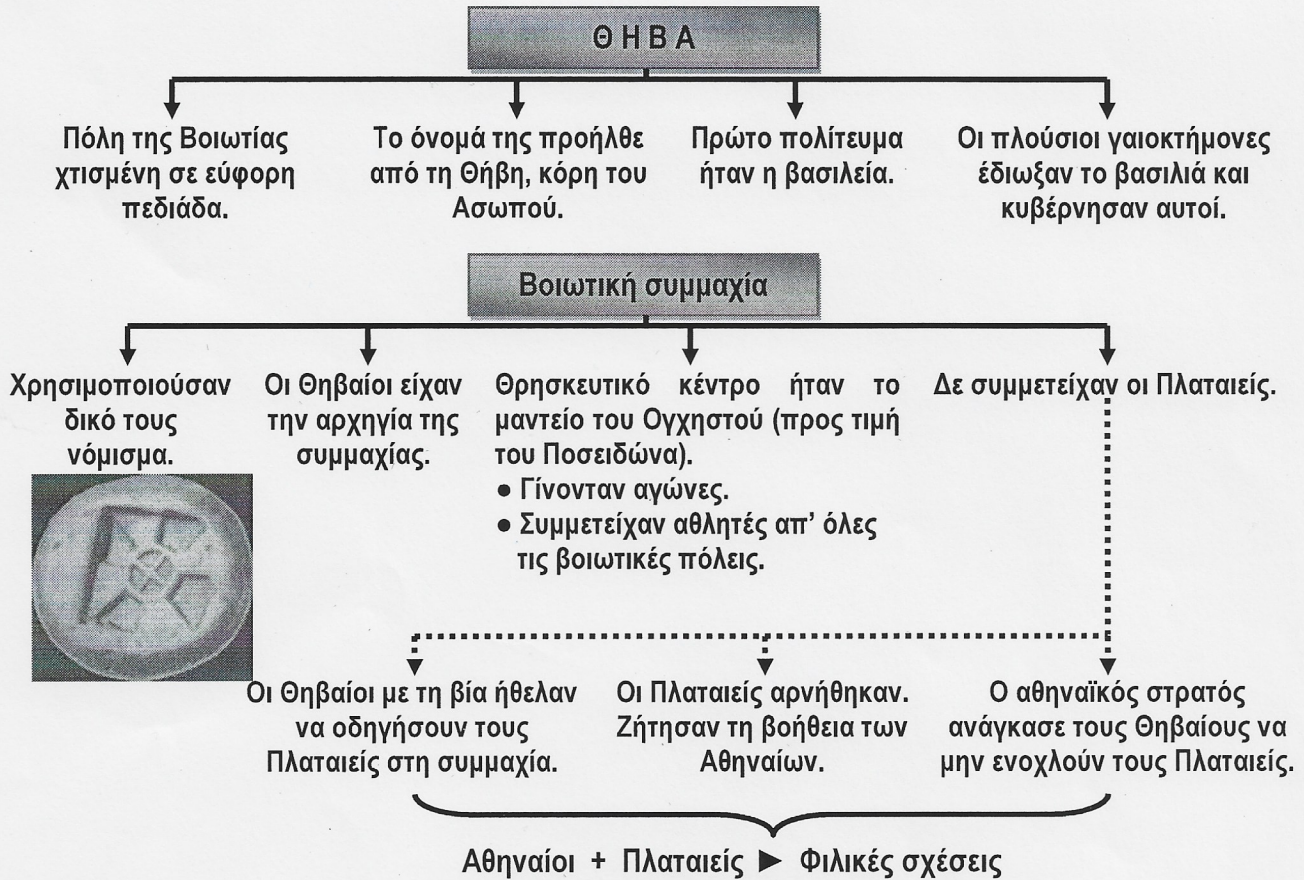 ΘΗΒΑ
Πόλη της Βοιωτίας
χτισμένη σε εύφορη
πεδιάδα.
Το όνομά της προήλθε
από τη Θήβη, κόρη του
Ασωπού.
Πρώτο πολίτευμα
ήταν η βασιλεία.
Οι πλούσιοι γαιοκτήμονες
έδιωξαν το βασιλιά και
κυβέρνησαν αυτοί.
Βοιωτική συμμαχία
Χρησιμοποιούσαν
δικό τους
νόμισμα.
Οι Θηβαίοι είχαν
την αρχηγία της
συμμαχίας.
Θρησκευτικό κέντρο ήταν το
μαντείο του Ογχηστού (προς τιμή
του Ποσειδώνα).
● Γίνονταν αγώνες.
● Συμμετείχαν αθλητές απ’ όλες
τις βοιωτικές πόλεις.
Δε συμμετείχαν οι Πλαταιείς.
Οι Θηβαίοι με τη βία ήθελαν
να οδηγήσουν τους
Πλαταιείς στη συμμαχία.
Οι Πλαταιείς αρνήθηκαν.
Ζήτησαν τη βοήθεια των
Αθηναίων.
Ο αθηναϊκός στρατός
ανάγκασε τους Θηβαίους να
μην ενοχλούν τους Πλαταιείς.
Αθηναίοι + Πλαταιείς ► Φιλικές σχέσεις